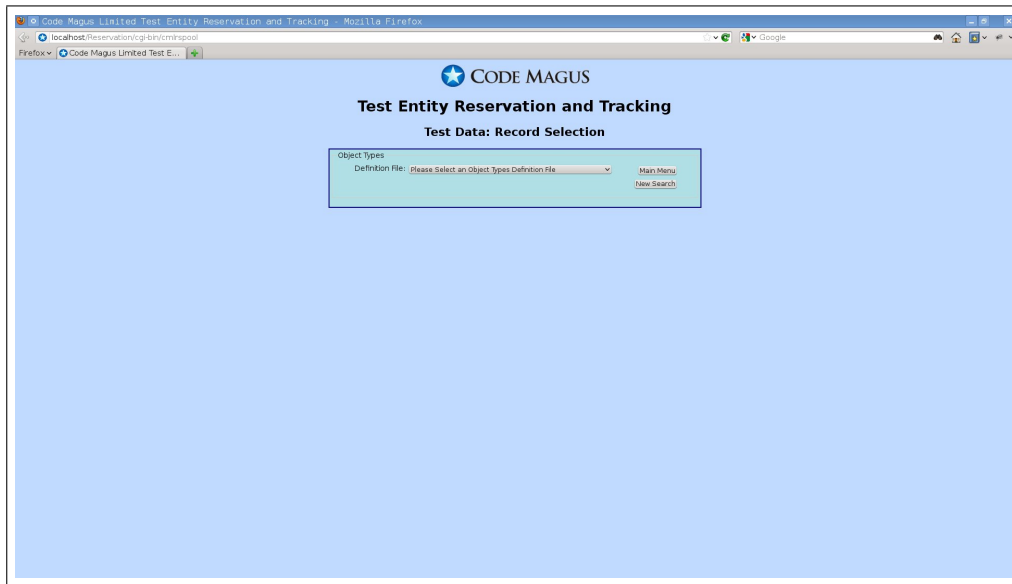 Code Magus Limited Test Entity Reservation and Tracking - Mozilla Firefox
localhost/Reservation/cgi-bin/cmlrspool
Google
Firefox
Code Magus Limited Test E...
CODE MAGUS
Test Entity Reservation and Tracking
Test Data: Record Selection
Object Types
Definition File: Please Select an Object Types Definition File
Main Menu
New Search